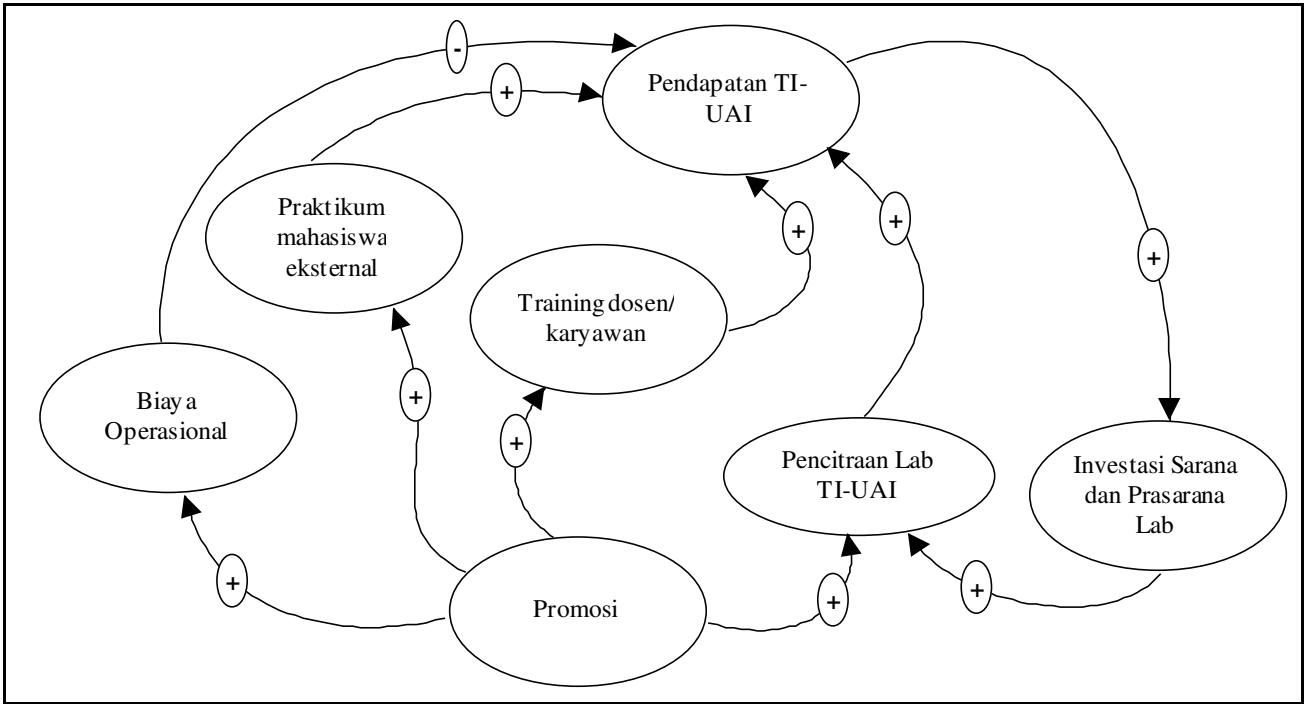 -
+
Pendapatan TI-
UAI
Praktikum
mahasiswa
eksternal
+
+
+
Training dosen/
karyawan
Biaya
Operasional
+
+
Pencitraan Lab
TI-UAI
Investasi Sarana
dan Prasarana
Lab
+
Promosi
+
+